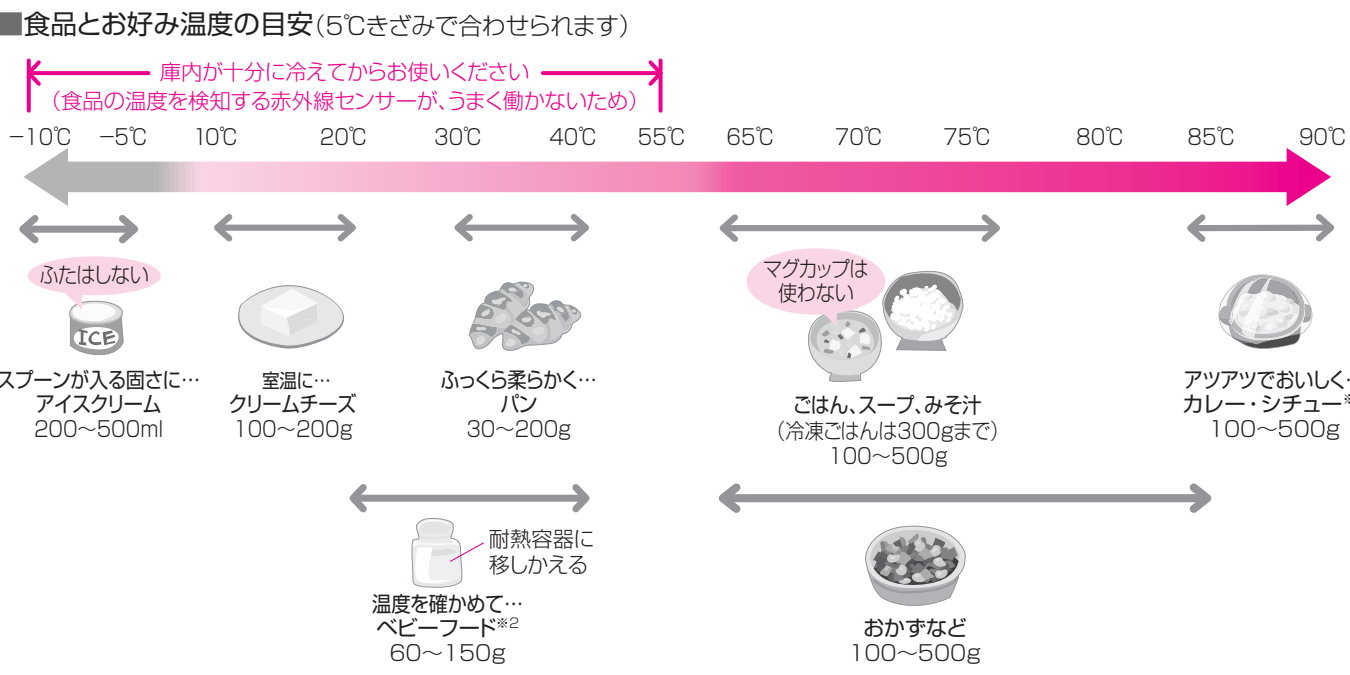 ■食品とお好み温度の目安(5℃きざみで合わせられます)
庫内が十分に冷えてからお使いください
(食品の温度を検知する赤外線センサーが、うまく働かないため)
−10℃ −5℃ 10℃ 20℃ 30℃ 40℃ 55℃ 65℃ 70℃ 75℃ 80℃ 85℃ 90℃
ふたはしない
ICE
スプーンが入る固さに…
アイスクリーム
200〜500ml
室温に…
クリームチーズ
100〜200g
ふっくら柔らかく…
パン
30〜200g
マグカップは
使わない
ごはん、スープ、みそ汁
(冷凍ごはんは300gまで)
100〜500g
アツアツでおいしく…
カレー・シチュー※
100〜500g
耐熱容器に
移しかえる
温度を確かめて…
ベビーフード※2
60〜150g
おかずなど
100〜500g